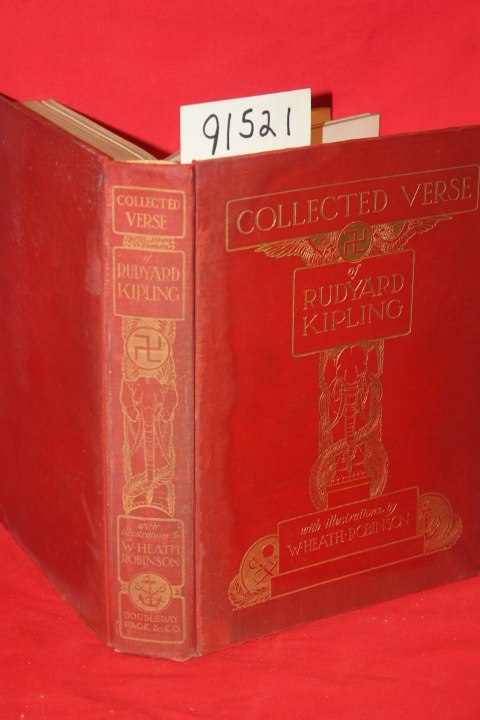 91521
COLLECTED
VERSE
of
RUDYARD
KIPLING
with
illustrations by
W·HEATH
ROBINSON
DOUBLEDAY
PAGE & CO.
COLLECTED VERSE
of
RUDYARD
KIPLING
with illustrations by
W·HEATH·ROBINSON